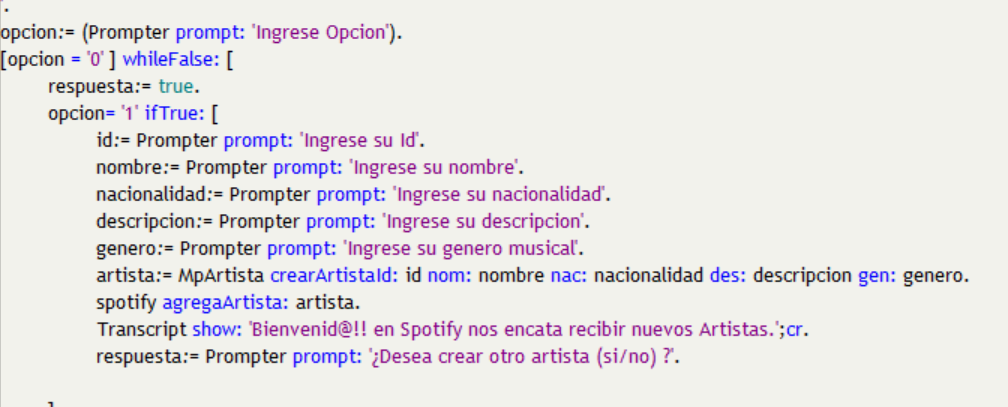 '.
opcion:= (Prompter prompt: 'Ingrese Opcion').
[opcion = '0' ] whileFalse: [
respuesta:= true.
opcion= '1' ifTrue: [
id:= Prompter prompt: 'Ingrese su Id'.
nombre:= Prompter prompt: 'Ingrese su nombre'.
nacionalidad:= Prompter prompt: 'Ingrese su nacionalidad'.
descripcion:= Prompter prompt: 'Ingrese su descripcion'.
genero:= Prompter prompt: 'Ingrese su genero musical'.
artista:= MpArtista crearArtistaId: id nom: nombre nac: nacionalidad des: descripcion gen: genero.
spotify agregaArtista: artista.
Transcript show: 'Bienvenid@!! en Spotify nos encata recibir nuevos Artistas.';cr.
respuesta:= Prompter prompt: '¿Desea crear otro artista (si/no) ?'.
]